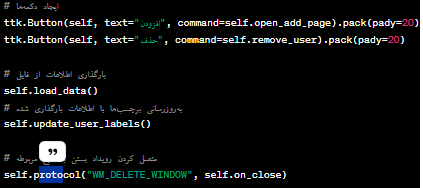 # ایجاد دکمه‌ها
ttk.Button(self, text="افزودن", command=self.open_add_page).pack(pady=20)
ttk.Button(self, text="حذف", command=self.remove_user).pack(pady=20)
# بارگذاری اطلاعات از فایل
self.load_data()
# به‌روزرسانی برچسب‌ها با اطلاعات بارگذاری شده
self.update_user_labels()
# متصل کردن رویداد بستن مربوطه
self.protocol("WM_DELETE_WINDOW", self.on_close)